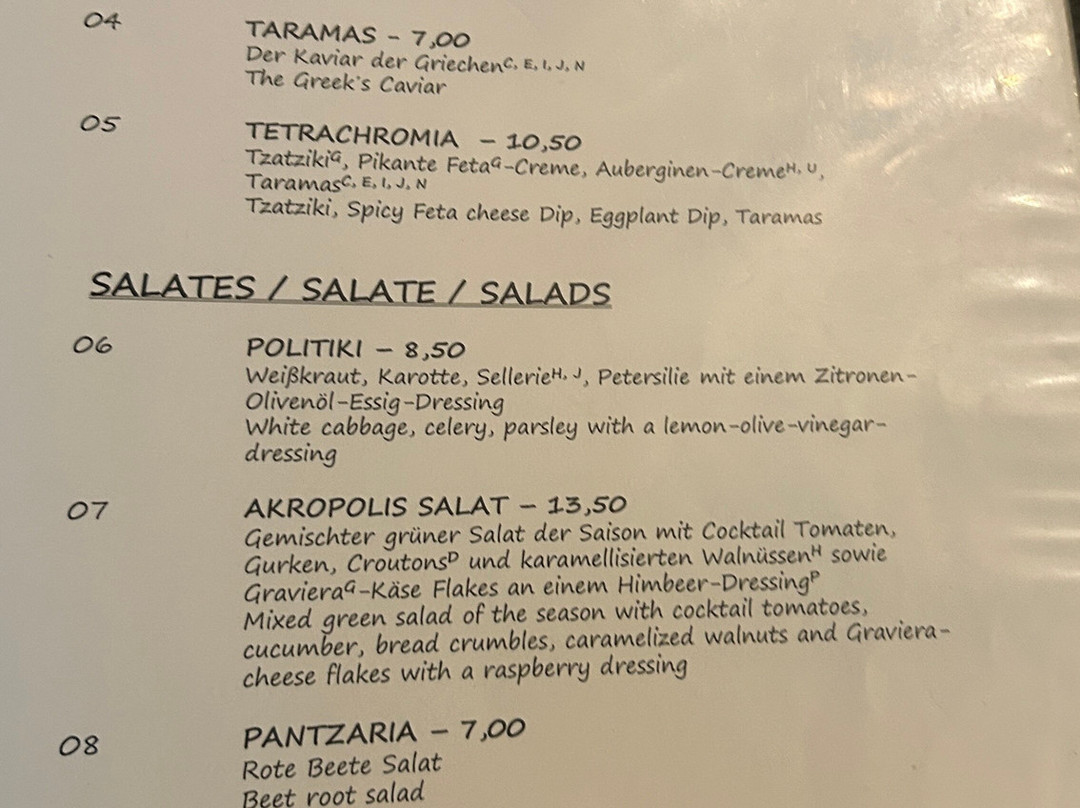 04 TARAMAS – 7,00
Der Kaviar der Griechenᶜ, ᴱ, ᴵ, ᴶ, ᴺ
The Greek's Caviar
05 TETRACHROMIA – 10,50
Tzatzikiᴳ, Pikante Fetaᴳ-Creme, Auberginen-Cremeᴴ, ᵁ,
Taramasᶜ, ᴱ, ᴵ, ᴶ, ᴺ
Tzatziki, Spicy Feta cheese Dip, Eggplant Dip, Taramas
SALATES / SALATE / SALADS
06 POLITIKI – 8,50
Weißkraut, Karotte, Sellerieᴴ, ᴶ, Petersilie mit einem Zitronen-
Olivenöl-Essig-Dressing
White cabbage, celery, parsley with a lemon-olive-vinegar-
dressing
07 AKROPOLIS SALAT – 13,50
Gemischter grüner Salat der Saison mit Cocktail Tomaten,
Gurken, Croutonsᴰ und karamellisierten Walnüssenᴴ sowie
Gravieraᴳ-Käse Flakes an einem Himbeer-Dressingᴾ
Mixed green salad of the season with cocktail tomatoes,
cucumber, bread crumbles, caramelized walnuts and Graviera-
cheese flakes with a raspberry dressing
08 PANTZARIA – 7,00
Rote Beete Salat
Beet root salad